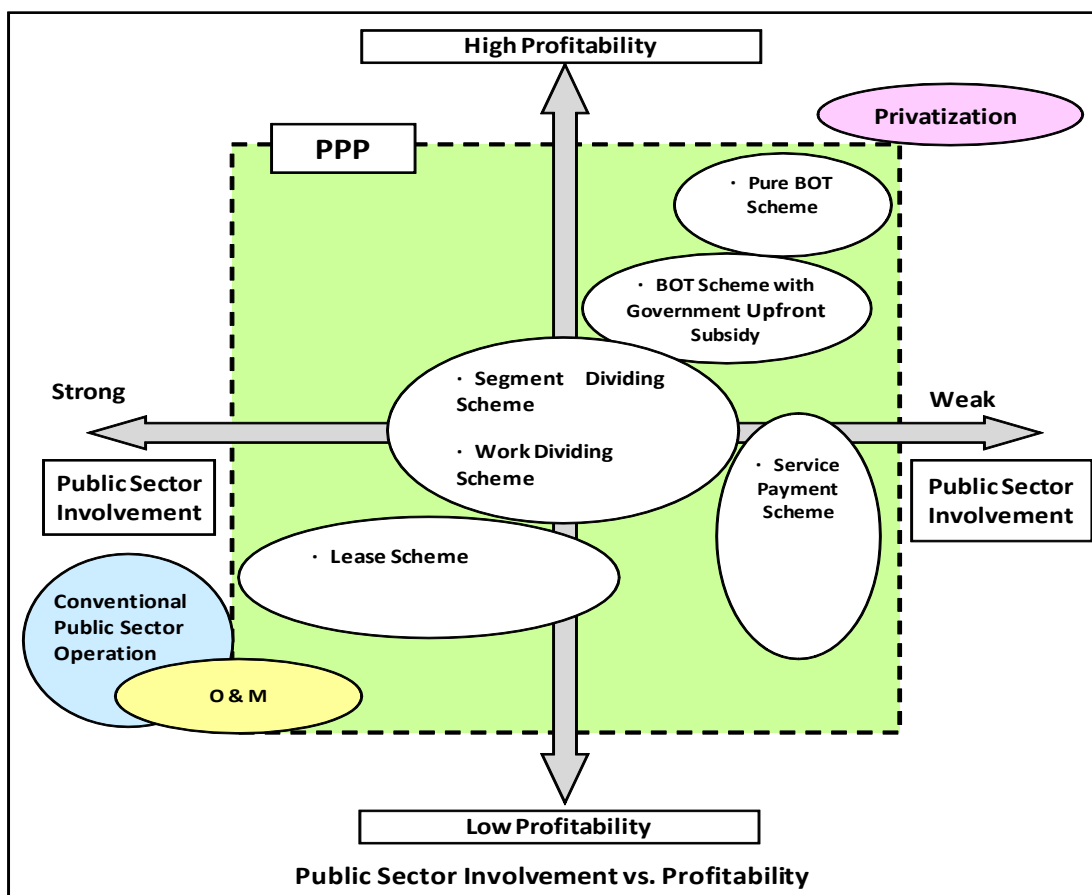 High Profitability
Privatization
PPP
· Pure BOT
Scheme
· BOT Scheme with
Government Upfront
Subsidy
Strong
· Segment Dividing
Scheme
· Work Dividing
Scheme
Weak
Public Sector
Involvement
· Service
Payment
Scheme
Public Sector
Involvement
· Lease Scheme
Conventional
Public Sector
Operation
O & M
Low Profitability
Public Sector Involvement vs. Profitability